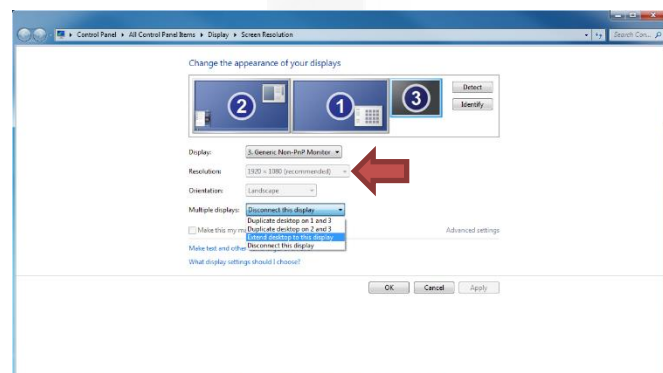 Control Panel ▸ All Control Panel Items ▸ Display ▸ Screen Resolution
Search Con...
Change the appearance of your displays
2
1
3
Detect
Identify
Display: 3. Generic Non-PnP Monitor
Resolution: 1920 × 1080 (recommended)
Orientation: Landscape
Multiple displays: Disconnect this display
Duplicate desktop on 1 and 3
Make this my Duplicate desktop on 2 and 3
Extend desktop to this display
Advanced settings
Make text and other Disconnect this display
What display settings should I choose?
OK
Cancel
Apply